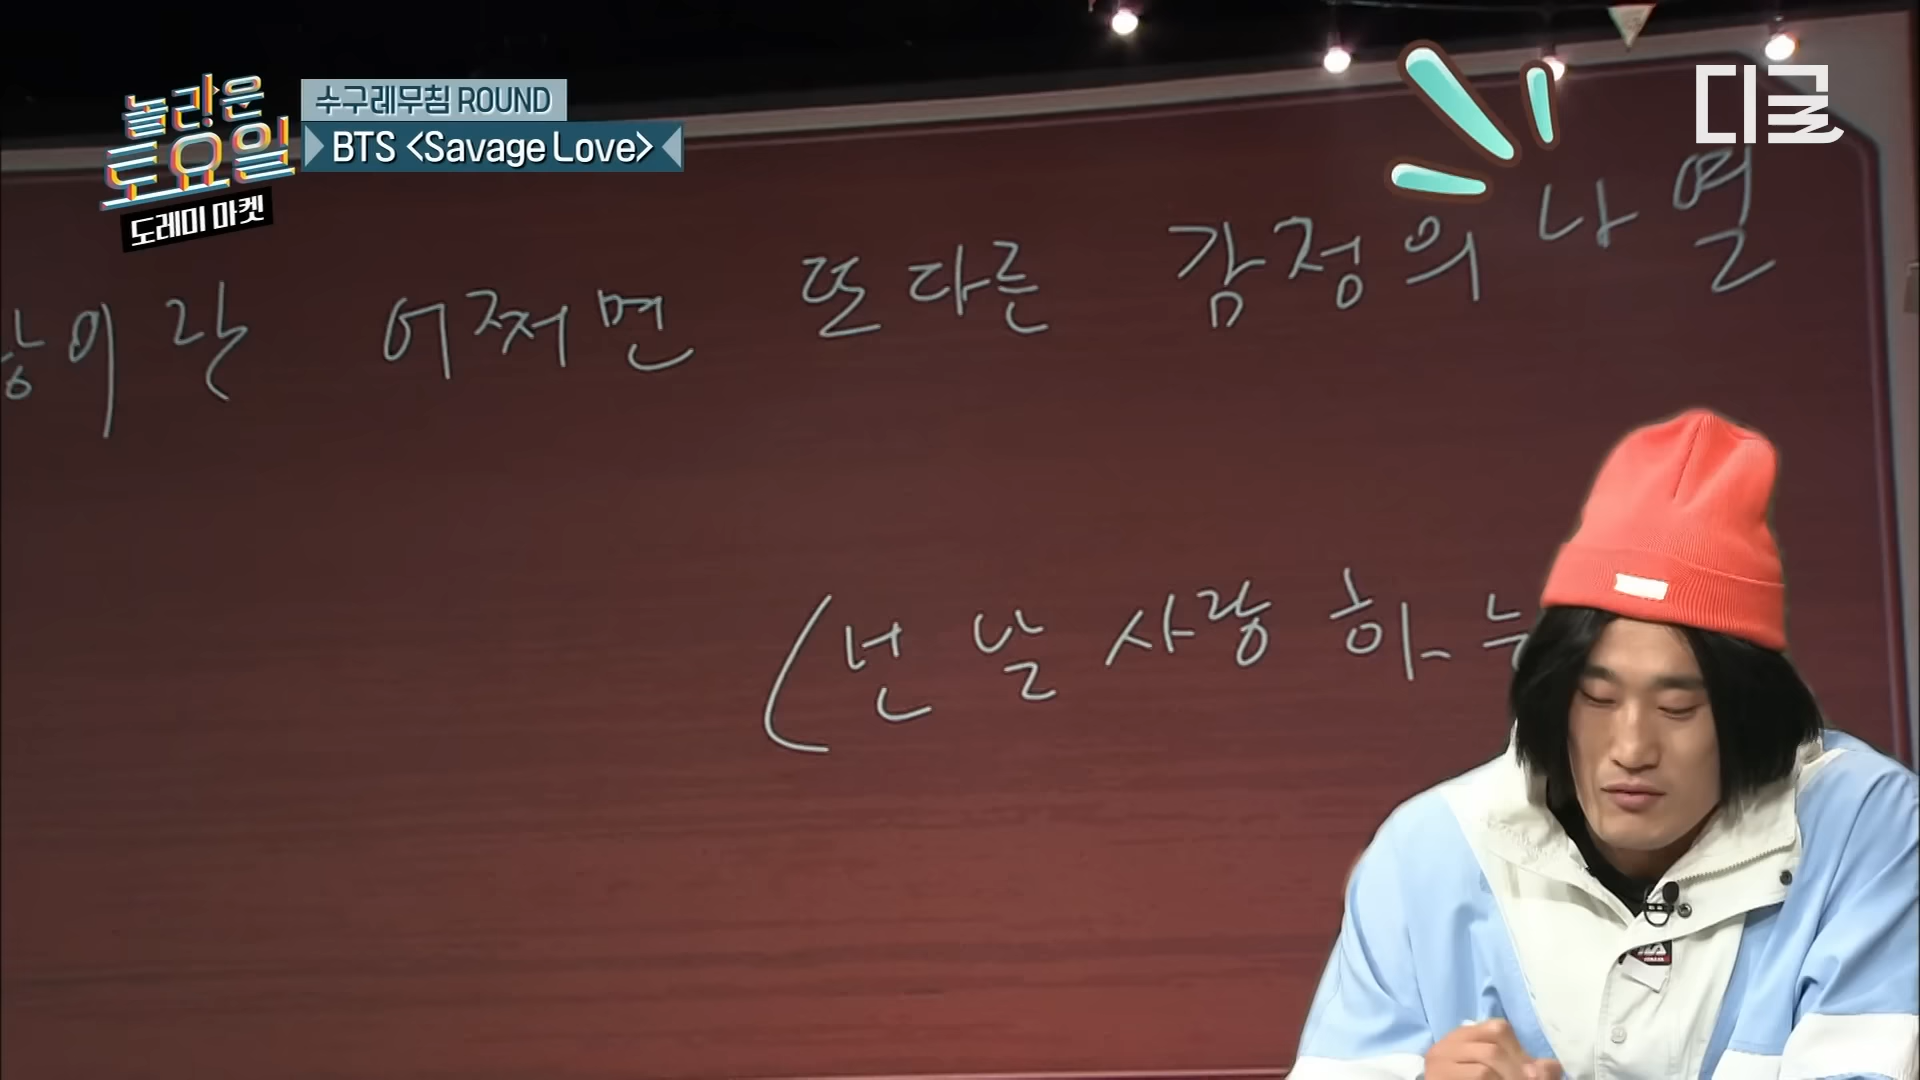 놀라운
토요일
도레미 마켓
수구레무침 ROUND
BTS <Savage Love>
디글
이란 어쩌면 또다른 감정의 나열
(넌 날 사랑하